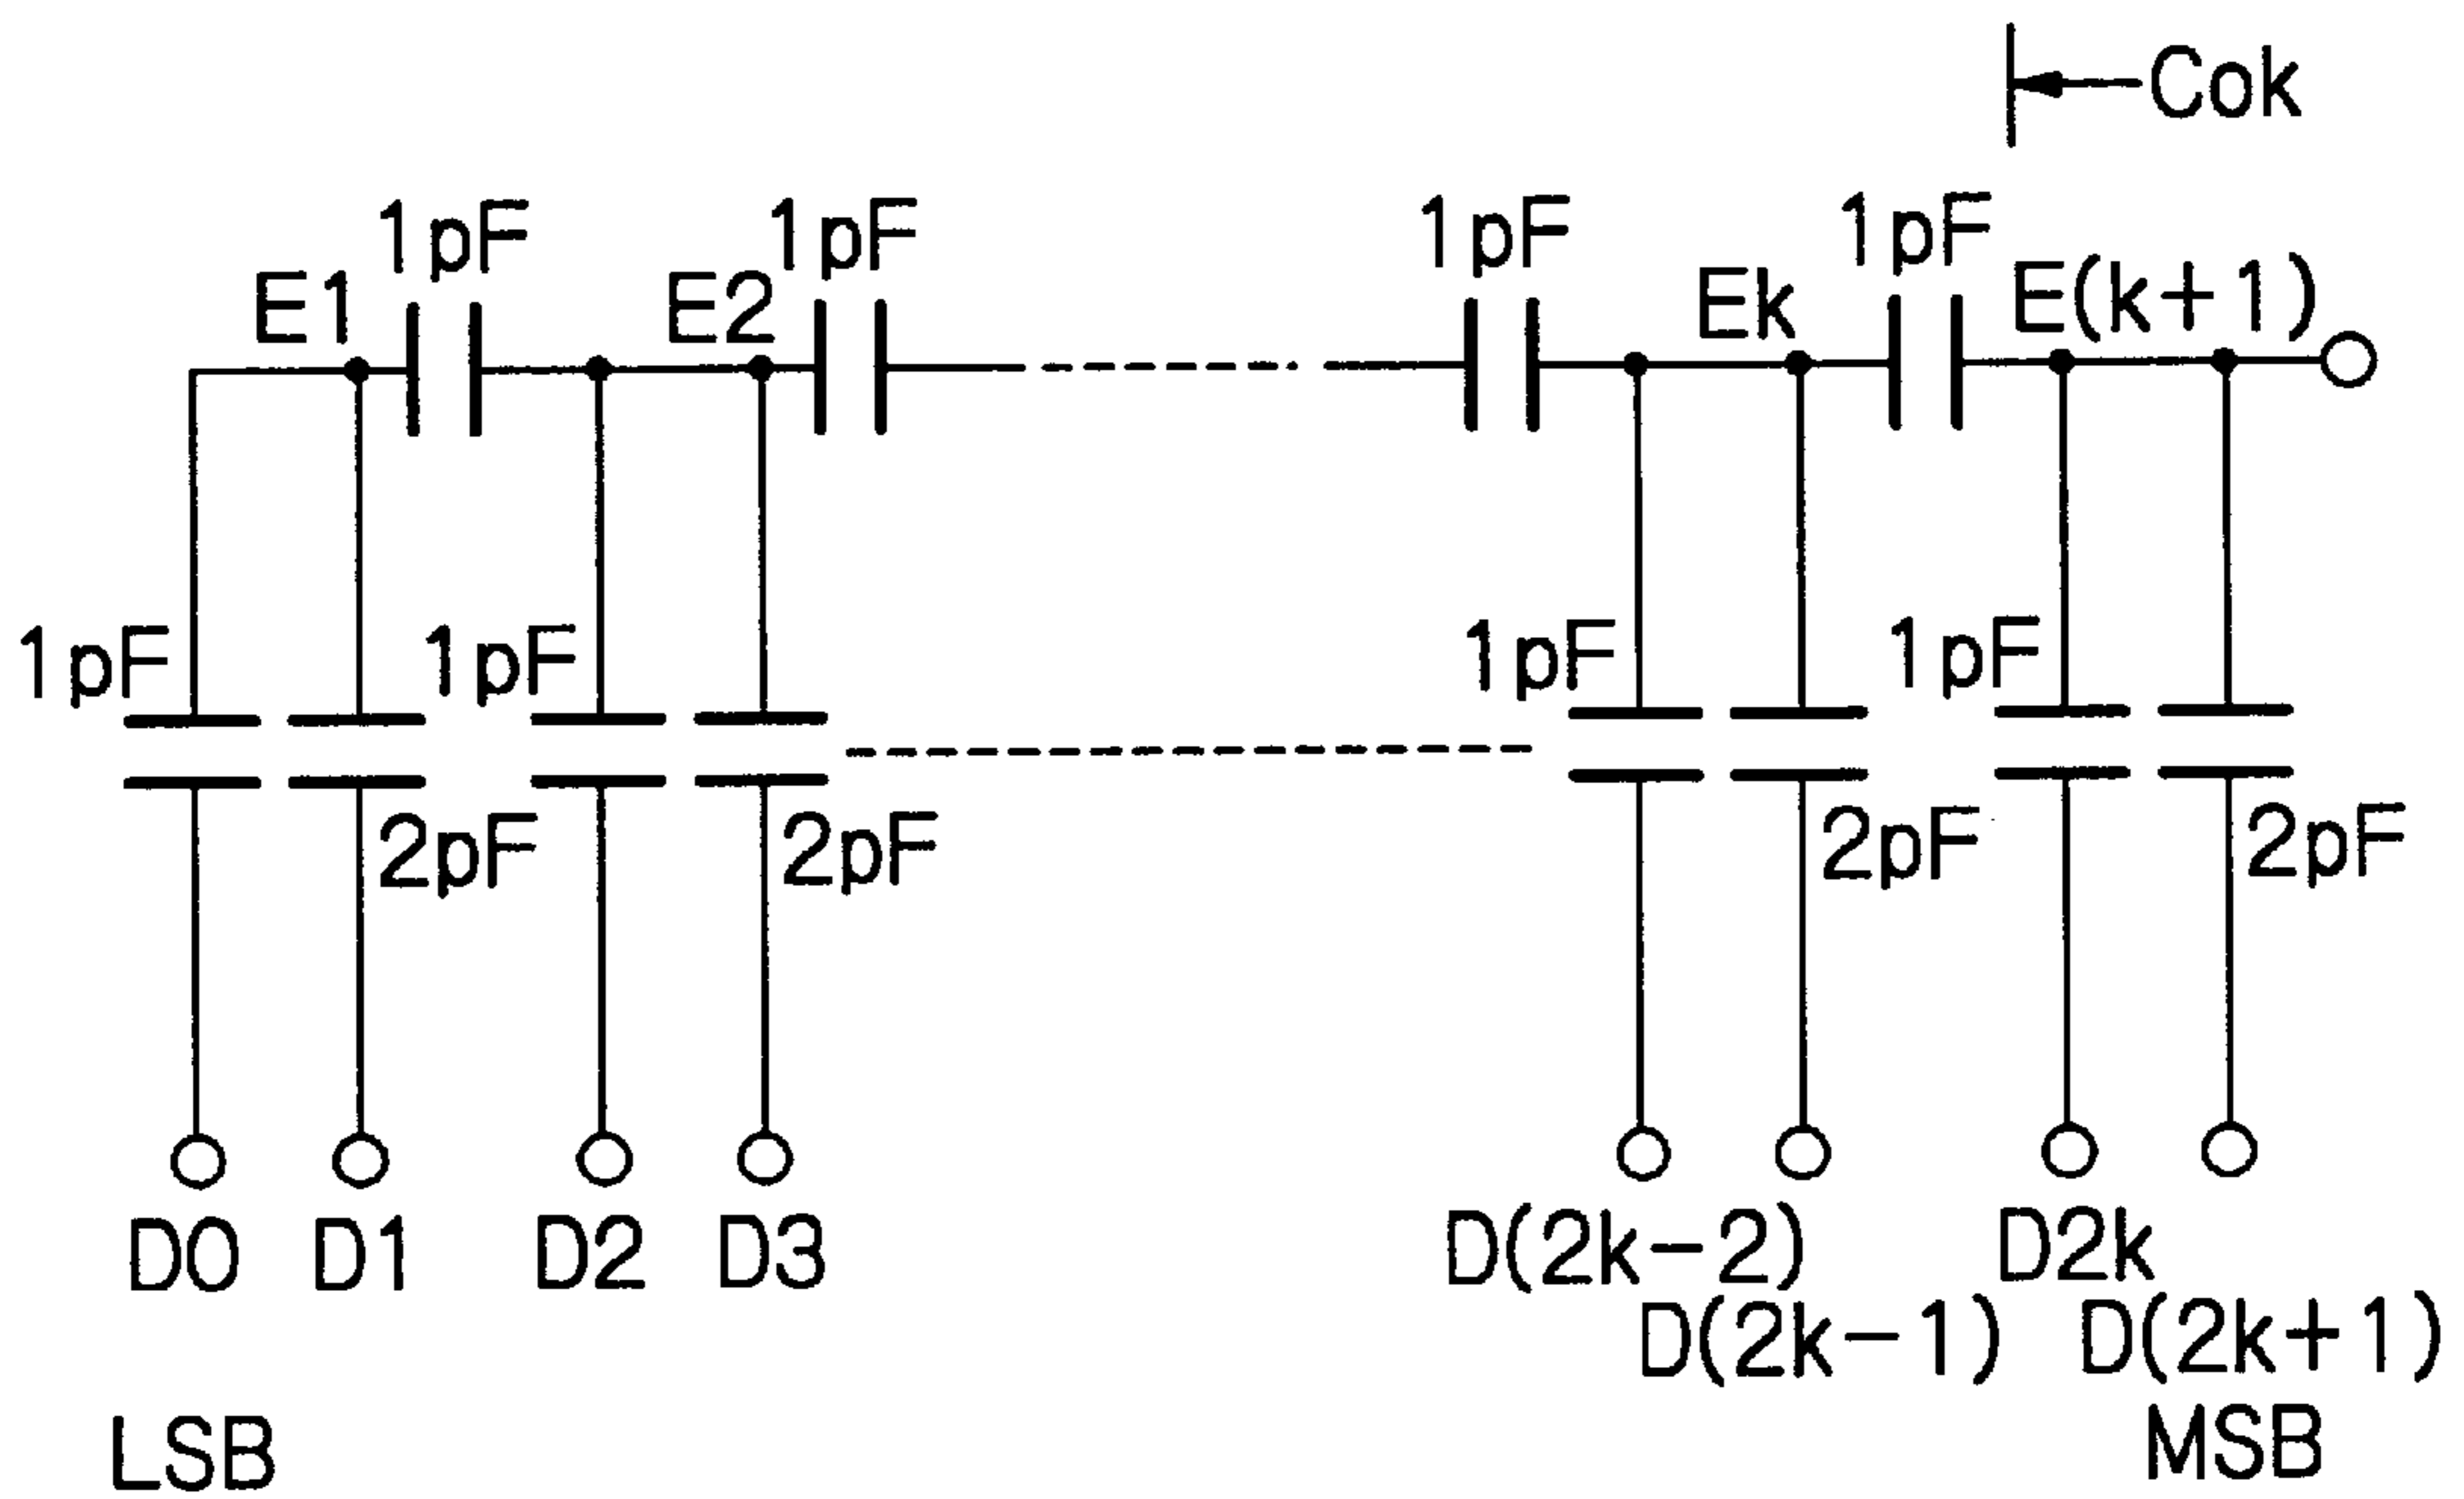 Cok
1pF 1pF 1pF 1pF
E1 E2 Ek E(k+1)
1pF 1pF 1pF 1pF
2pF 2pF 2pF 2pF
D0 D1 D2 D3 D(2k-2) D2k
D(2k-1) D(2k+1)
LSB MSB